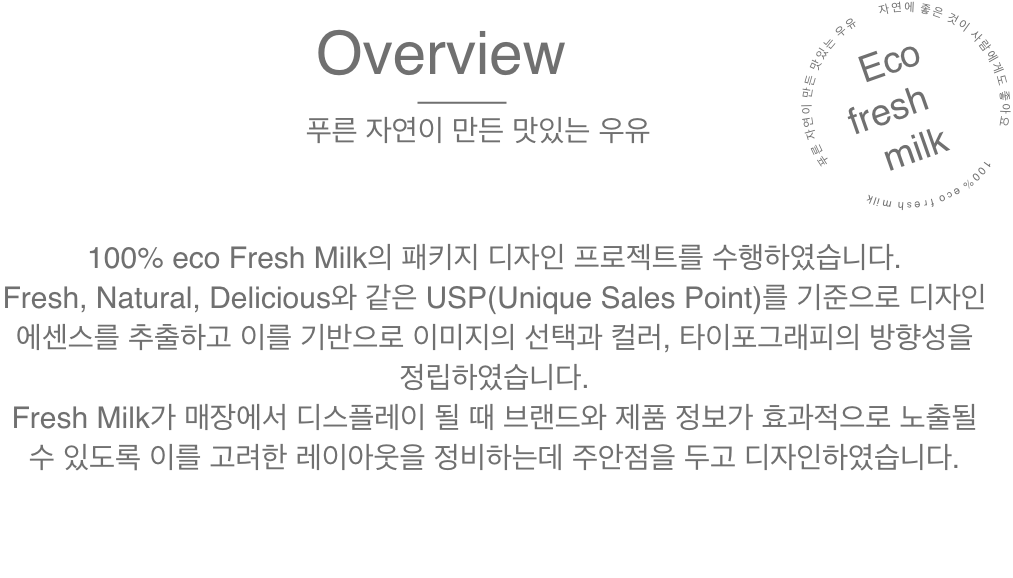 Overview
푸른 자연이 만든 맛있는 우유
푸른 자연이 만든 맛있는 우유
자연에 좋은 것이 사람에게도 좋아요
Eco
fresh
milk
100% eco fresh milk
100% eco Fresh Milk의 패키지 디자인 프로젝트를 수행하였습니다.
Fresh, Natural, Delicious와 같은 USP(Unique Sales Point)를 기준으로 디자인
에센스를 추출하고 이를 기반으로 이미지의 선택과 컬러, 타이포그래피의 방향성을
정립하였습니다.
Fresh Milk가 매장에서 디스플레이 될 때 브랜드와 제품 정보가 효과적으로 노출될
수 있도록 이를 고려한 레이아웃을 정비하는데 주안점을 두고 디자인하였습니다.